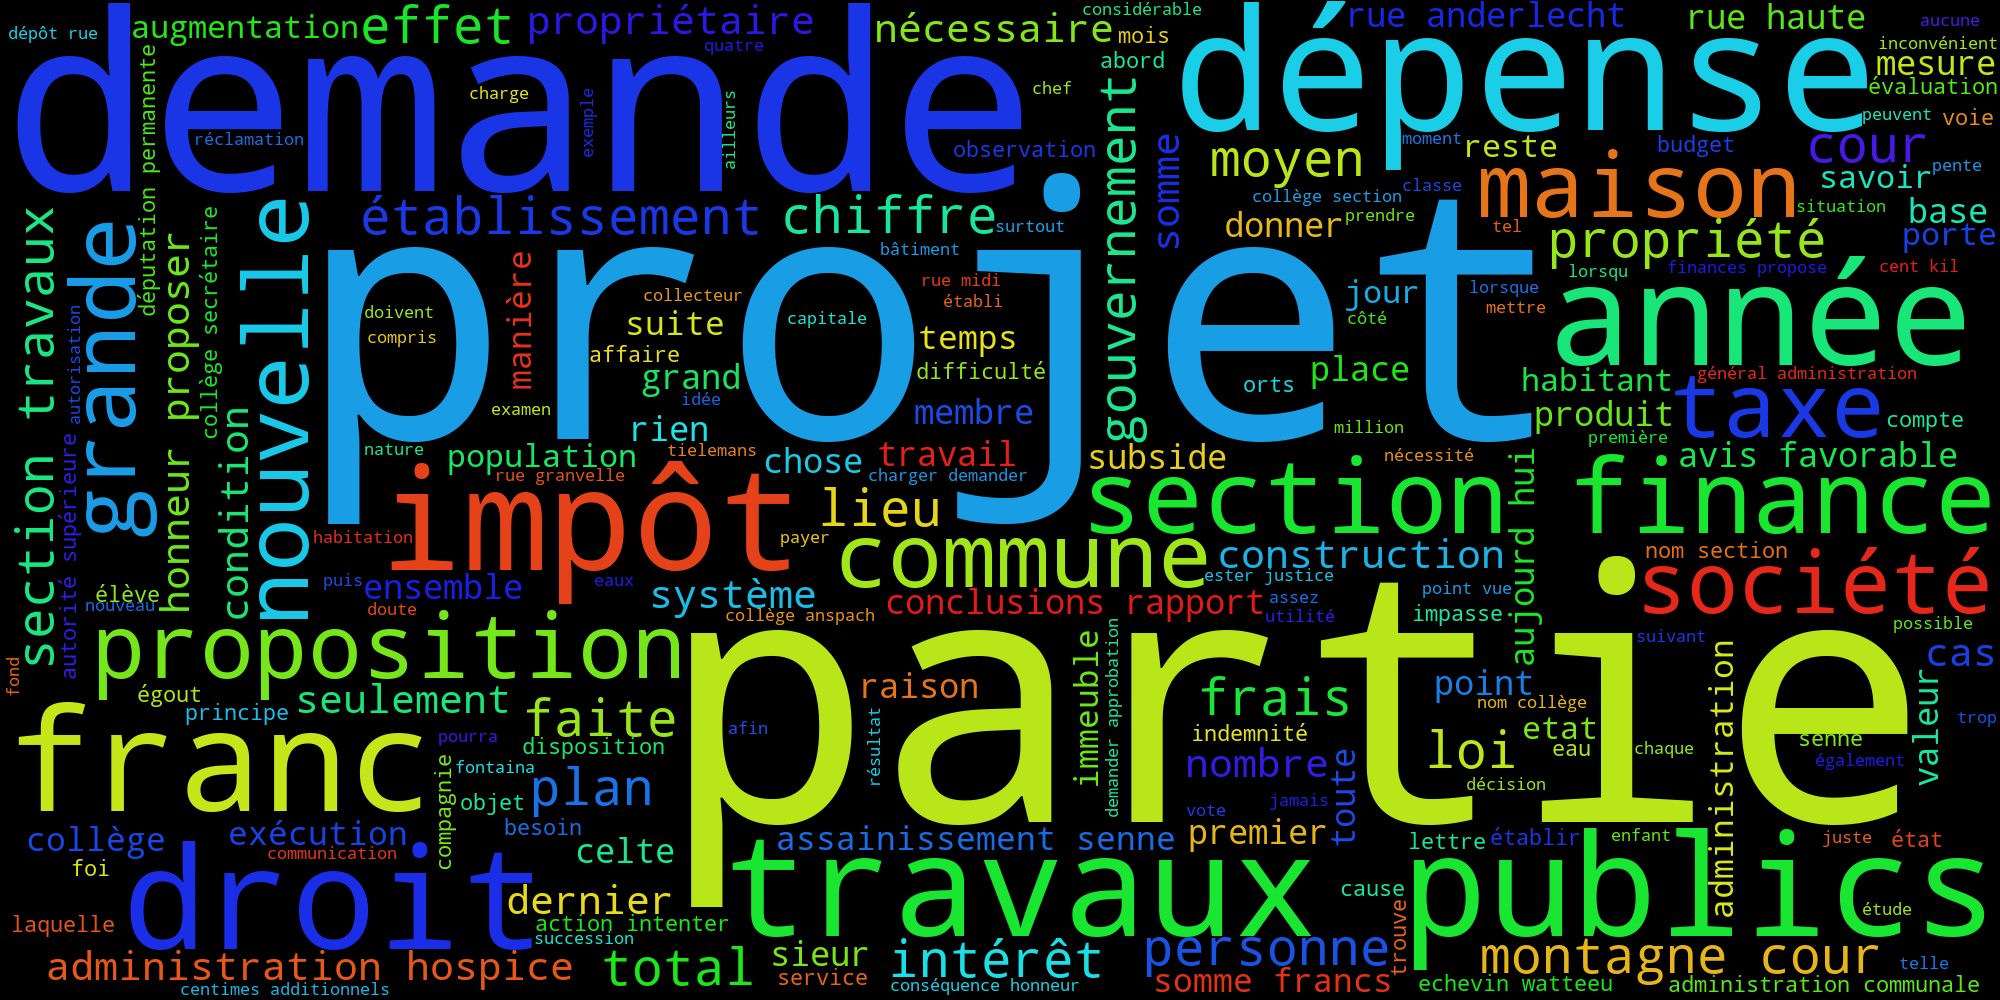 dépôt rue
augmentation
effet
propriétaire
quatre
nécessaire
considérable
mois
abord
rue anderlecht
rue haute
aucune
inconvénient
mesure
évaluation
demande
dépense
députation permanente
réclamation
charge
exemple
ailleurs
chef
observation
gouvernement
somme
moyen
moment
reste
budget
cour
peuvent
voie
pente
savoir
maison
collège section
classe
donner
prendre
tel
situation
base
porte
propriété
lorsqu
finances propose
cent kil
section travaux
grande
autorisation
honneur proposer
collège secrétaire
nouvelle
établissement
chiffre
surtout
bâtiment
projet
manière
doivent
compris
collecteur
suite
affaire
grand
idée
capitale
rue midi
établi
temps
difficulté
membre
examen
rien
jour
côté
lorsque
mettre
place
orts
million
année
habitant
général administration
produit
taxe
compte
première
condition
nature
population
tielemans
rue granvelle
chose
travail
charger demander
subside
nécessité
avis favorable
autorité supérieure
impôt
lieu
section
finance
aujourd hui
habitation
payer
commune
construction
nom section
société
élève
nouveau
puis
ensemble
eaux
doute
système
collège anspach
conclusions rapport
ester justice
assez
utilité
point vue
impasse
possible
suivant
fond
proposition
partie
cas
égout
principe
seulement
faite
raison
immeuble
demander approbation
frais
point
nom collège
etat
administration
valeur
trop
franc
pourra
disposition
afin
résultat
indemnité
loi
eau
chaque
senne
également
compagnie
fontaina
objet
plan
nombre
toute
décision
vote
jamais
collège
exécution
communication
foi
besoin
celte
assainissement senne
premier
lettre
établir
enfant
juste
état
droit
dernier
travaux
publics
cause
trouve
étude
laquelle
action intenter
succession
administration hospice
centimes additionnels
total
sieur
service
intérêt
conséquence honneur
personne
somme francs
montagne cour
telle
echevin watteeu
administration communale